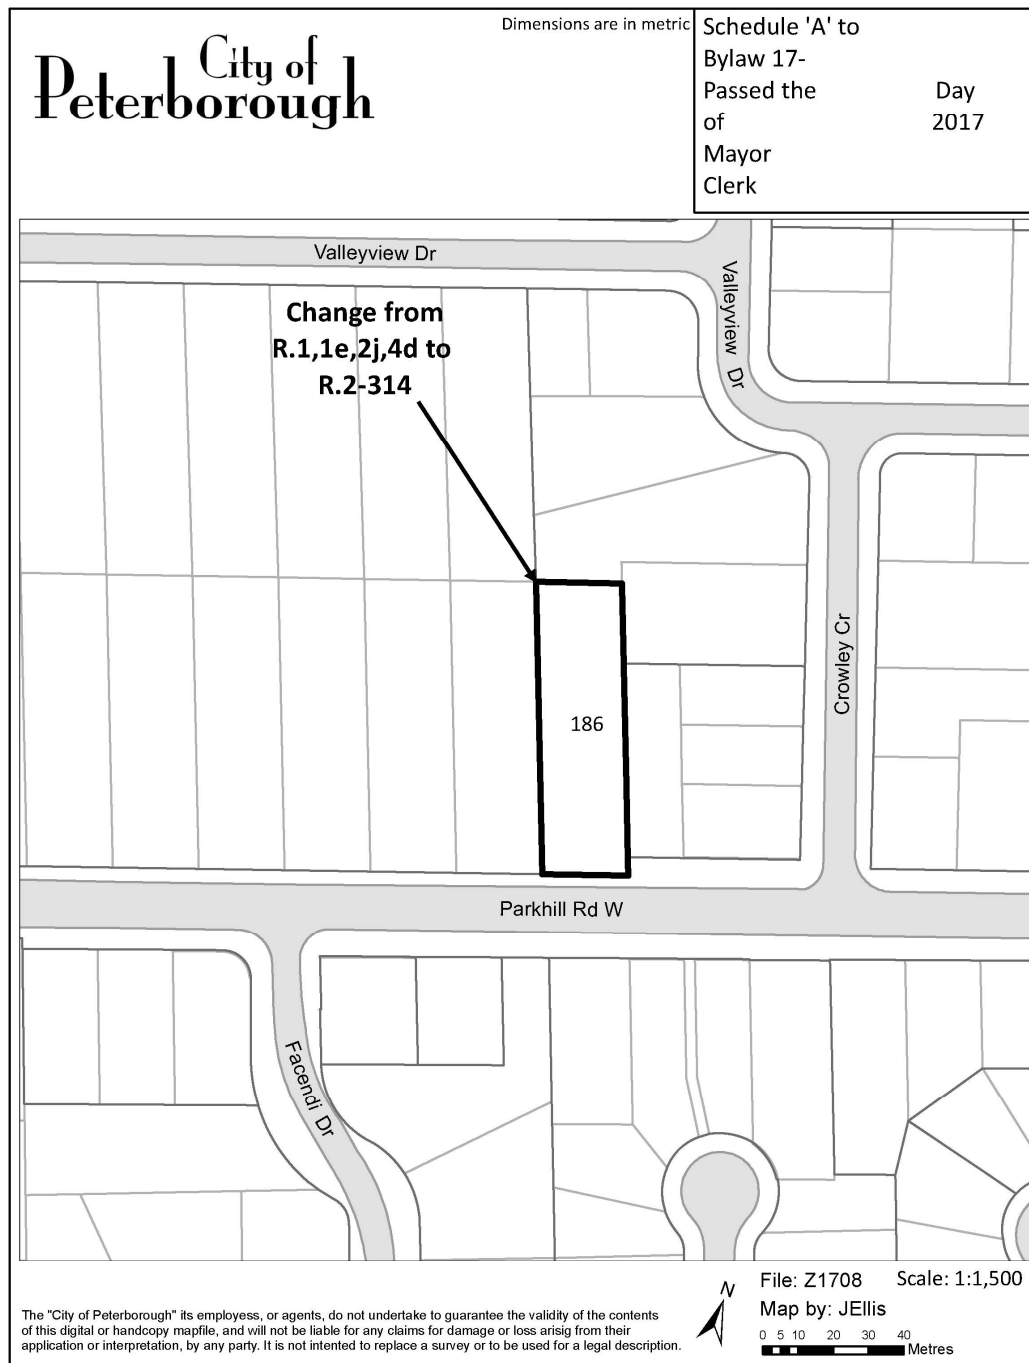 City of
Peterborough
Dimensions are in metric
Schedule 'A' to
Bylaw 17-
Passed the Day
of 2017
Mayor
Clerk
Valleyview Dr
Valleyview Dr
Change from
R.1,1e,2j,4d to
R.2-314
Crowley Cr
186
Parkhill Rd W
Facendi Dr
N
File: Z1708 Scale: 1:1,500
Map by: JEllis
0 5 10 20 30 40
Metres
The "City of Peterborough" its employess, or agents, do not undertake to guarantee the validity of the contents
of this digital or handcopy mapfile, and will not be liable for any claims for damage or loss arisig from their
application or interpretation, by any party. It is not intended to replace a survey or to be used for a legal description.